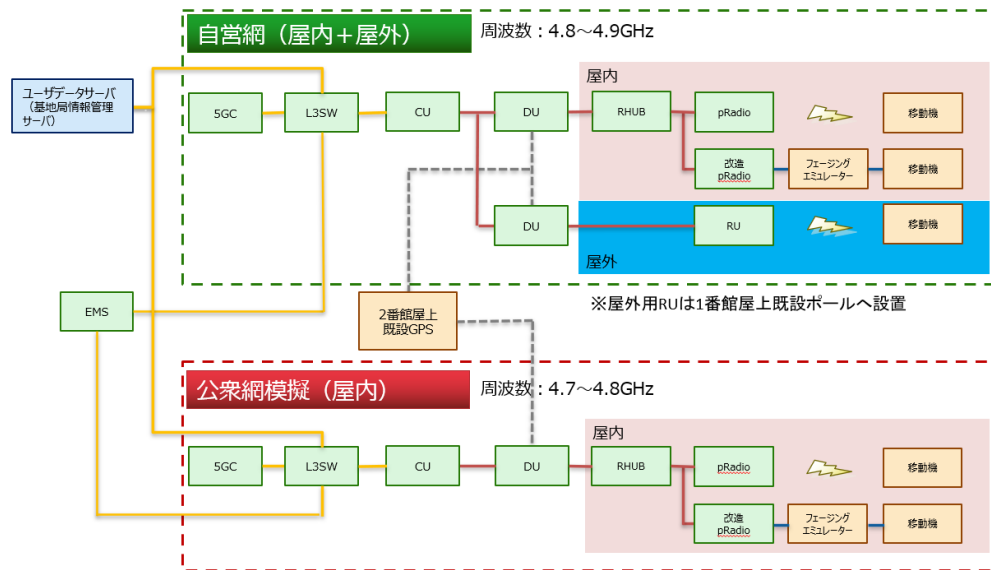 自営網（屋内＋屋外）
周波数：4.8～4.9GHz
ユーザデータサーバ
（基地局情報管理
サーバ）
屋内
5GC
L3SW
CU
DU
RHUB
pRadio
移動機
改造
pRadio
フェージング
エミュレーター
移動機
DU
RU
移動機
屋外
※屋外用RUは1番館屋上既設ポールへ設置
EMS
2番館屋上
既設GPS
公衆網模擬（屋内）
周波数：4.7～4.8GHz
屋内
5GC
L3SW
CU
DU
RHUB
pRadio
移動機
改造
pRadio
フェージング
エミュレーター
移動機